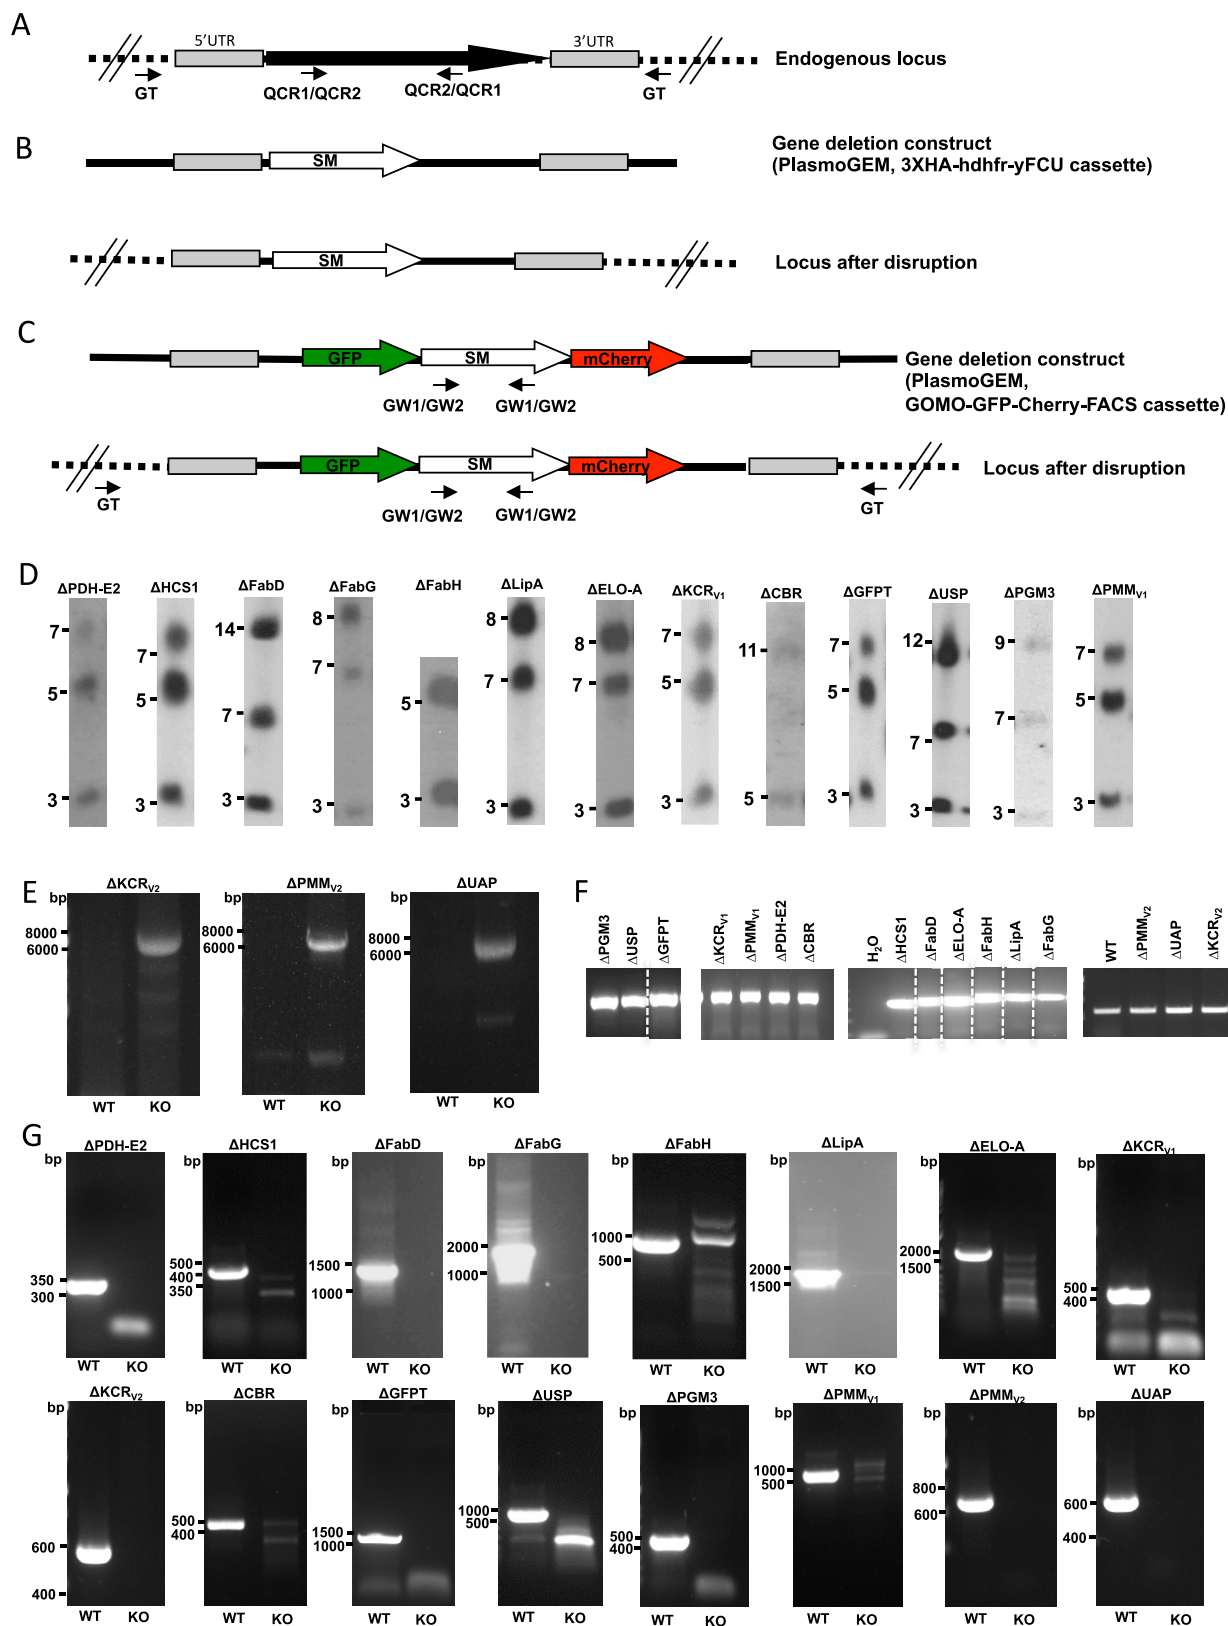 A
5'UTR
3'UTR
Endogenous locus
GT
QCR1/QCR2
QCR2/QCR1
GT
B
SM
Gene deletion construct
(PlasmoGEM, 3XHA-hdhfr-yFCU cassette)
SM
Locus after disruption
C
GFP
SM
mCherry
GW1/GW2
GW1/GW2
Gene deletion construct
(PlasmoGEM,
GOMO-GFP-Cherry-FACS cassette)
GFP
SM
mCherry
Locus after disruption
GT
GW1/GW2
GW1/GW2
GT
D
ΔPDH-E2
7
5
3
ΔHCS1
7
5
3
ΔFabD
14
7
3
ΔFabG
8
7
3
ΔFabH
5
3
ΔLipA
8
7
3
ΔELO-A
8
7
3
ΔKCRV1
7
5
3
ΔCBR
11
5
ΔGFPT
7
5
3
ΔUSP
12
7
3
ΔPGM3
9
7
3
ΔPMMV1
7
5
3
E
ΔKCRV2
bp
8000
6000
WT KO
ΔPMMV2
bp
8000
6000
WT KO
ΔUAP
bp
8000
6000
WT KO
F
ΔPGM3
ΔUSP
ΔGFPT
ΔKCRV1
ΔPMMV1
ΔPDH-E2
ΔCBR
H2O
ΔHCS1
ΔFabD
ΔELO-A
ΔFabH
ΔLipA
ΔFabG
WT
ΔPMMV2
ΔUAP
ΔKCRV2
G
ΔPDH-E2
bp
350
300
WT KO
ΔHCS1
bp
500
400
350
WT KO
ΔFabD
bp
1500
1000
WT KO
ΔFabG
bp
2000
1000
WT KO
ΔFabH
bp
1000
500
WT KO
ΔLipA
bp
2000
1500
WT KO
ΔELO-A
bp
2000
1500
WT KO
ΔKCRV1
bp
500
400
WT KO
ΔKCRV2
bp
600
400
WT KO
ΔCBR
bp
500
400
WT KO
ΔGFPT
bp
1500
1000
WT KO
ΔUSP
bp
1000
500
WT KO
ΔPGM3
bp
500
400
WT KO
ΔPMMV1
bp
1000
500
WT KO
ΔPMMV2
bp
800
600
WT KO
ΔUAP
bp
600
400
WT KO